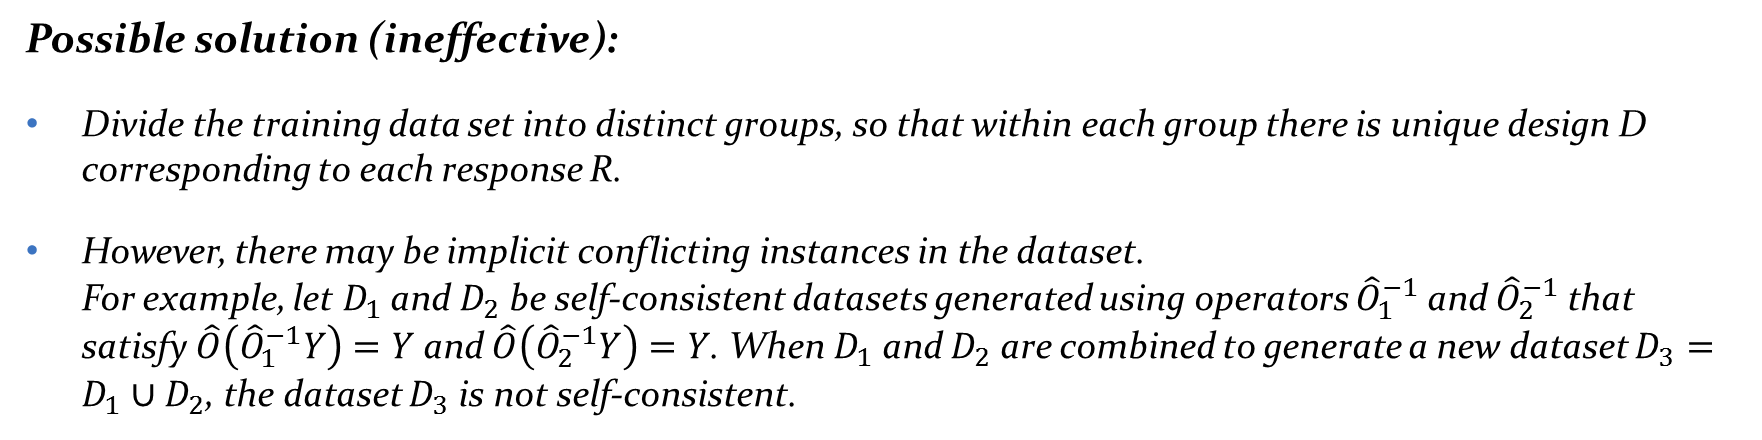 Possible solution (ineffective):
• Divide the training data set into distinct groups, so that within each group there is unique design D
corresponding to each response R.
• However, there may be implicit conflicting instances in the dataset.
For example, let D₁ and D₂ be self-consistent datasets generated using operators Ô₁⁻¹ and Ô₂⁻¹ that
satisfy Ô(Ô₁⁻¹Y) = Y and Ô(Ô₂⁻¹Y) = Y. When D₁ and D₂ are combined to generate a new dataset D₃ =
D₁ ∪ D₂, the dataset D₃ is not self-consistent.